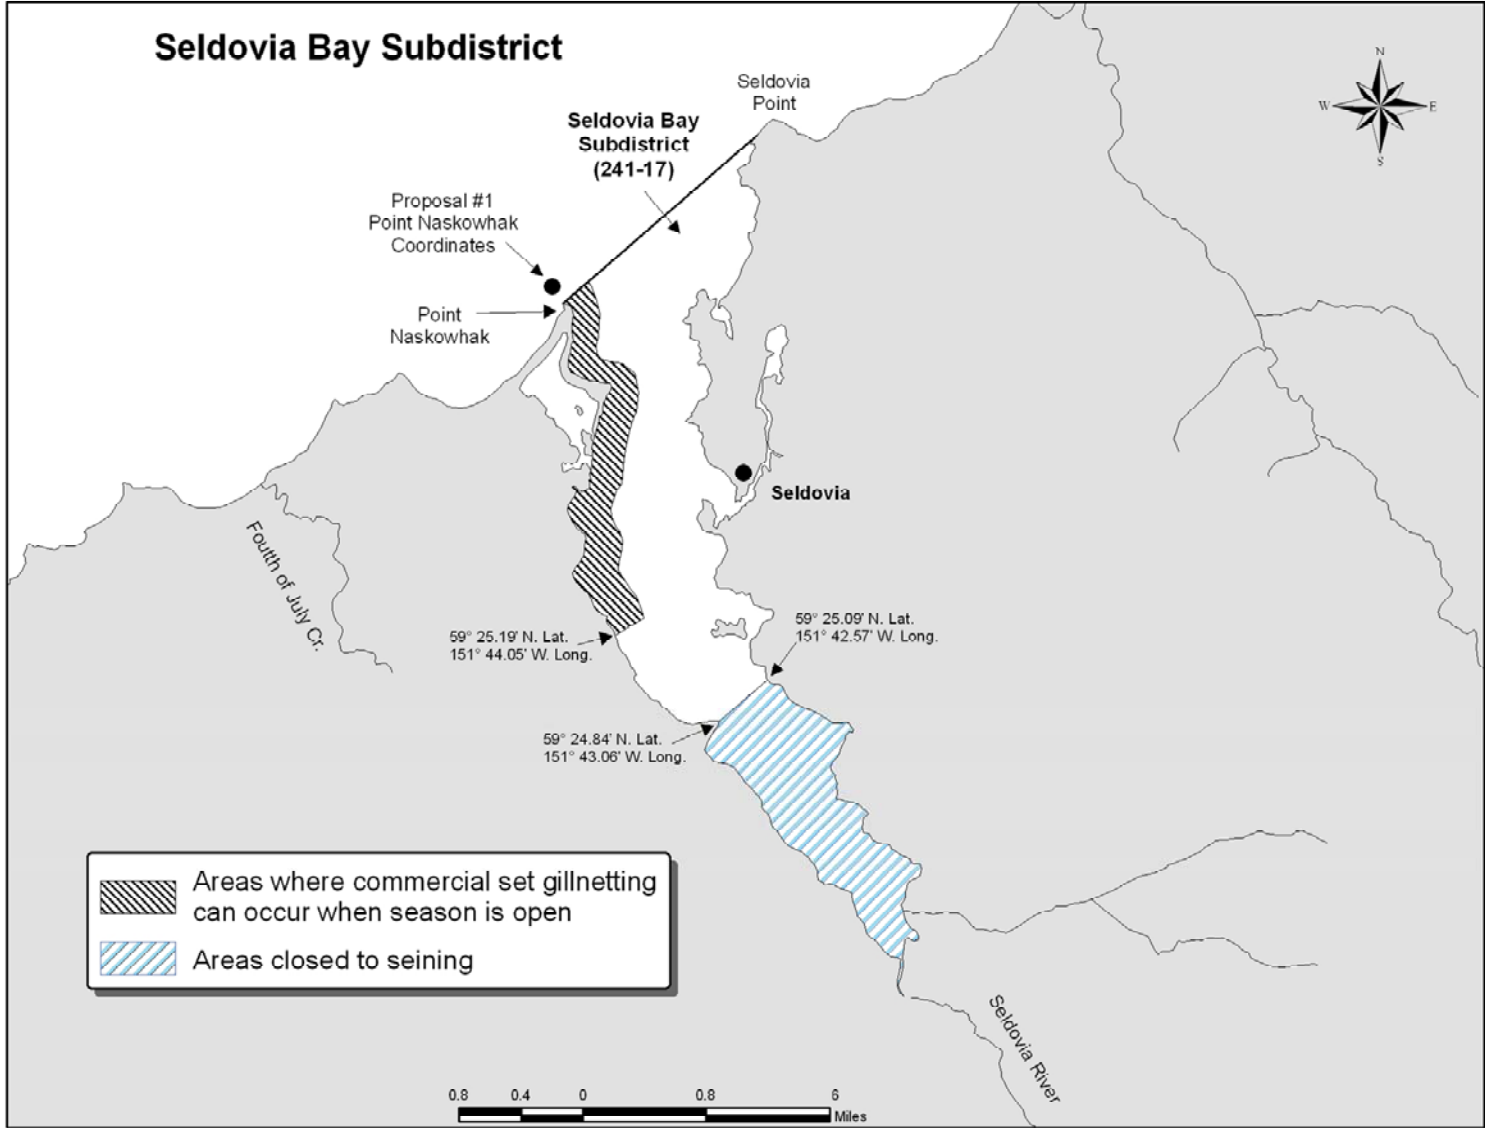 Seldovia Bay Subdistrict
N
W
E
S
Seldovia
Point
Seldovia Bay
Subdistrict
(241-17)
Proposal #1
Point Naskowhak
Coordinates
Point
Naskowhak
Seldovia
Foutth of July Cr.
59° 25.19' N. Lat.
151° 44.05' W. Long.
59° 25.09' N. Lat.
151° 42.57' W. Long.
59° 24.84' N. Lat.
151° 43.06' W. Long.
Areas where commercial set gillnetting
can occur when season is open
Areas closed to seining
Seldovia River
0.8 0.4 0 0.8 6
Miles